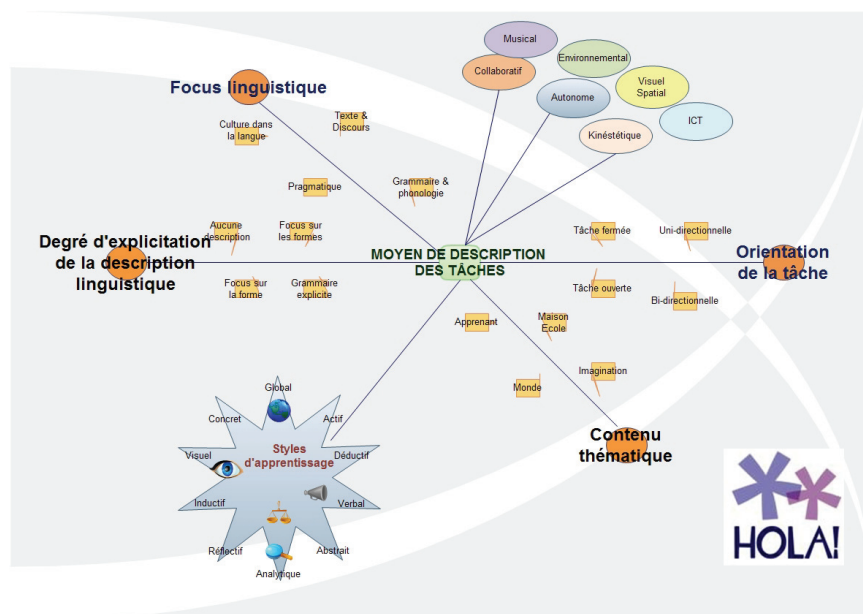 Musical
Environnemental
Collaboratif
Visuel
Spatial
Focus linguistique
Autonome
Texte &
Discours
Culture dans
la langue
ICT
Kinéstétique
Pragmatique
Grammaire &
phonologie
Aucune
description
Focus sur
les formes
Tâche fermée
Uni-directionnelle
Degré d'explicitation
de la description
linguistique
MOYEN DE DESCRIPTION
DES TÂCHES
Orientation
de la tâche
Focus sur
la forme
Grammaire
explicite
Tâche ouverte
Bi-directionnelle
Apprenant
Maison
École
Imagination
Monde
Contenu
thématique
Global
Concret
Actif
Styles
d'apprentissage
Visuel
Déductif
Inductif
Verbal
Réflectif
Abstrait
Analytique
HOLA!